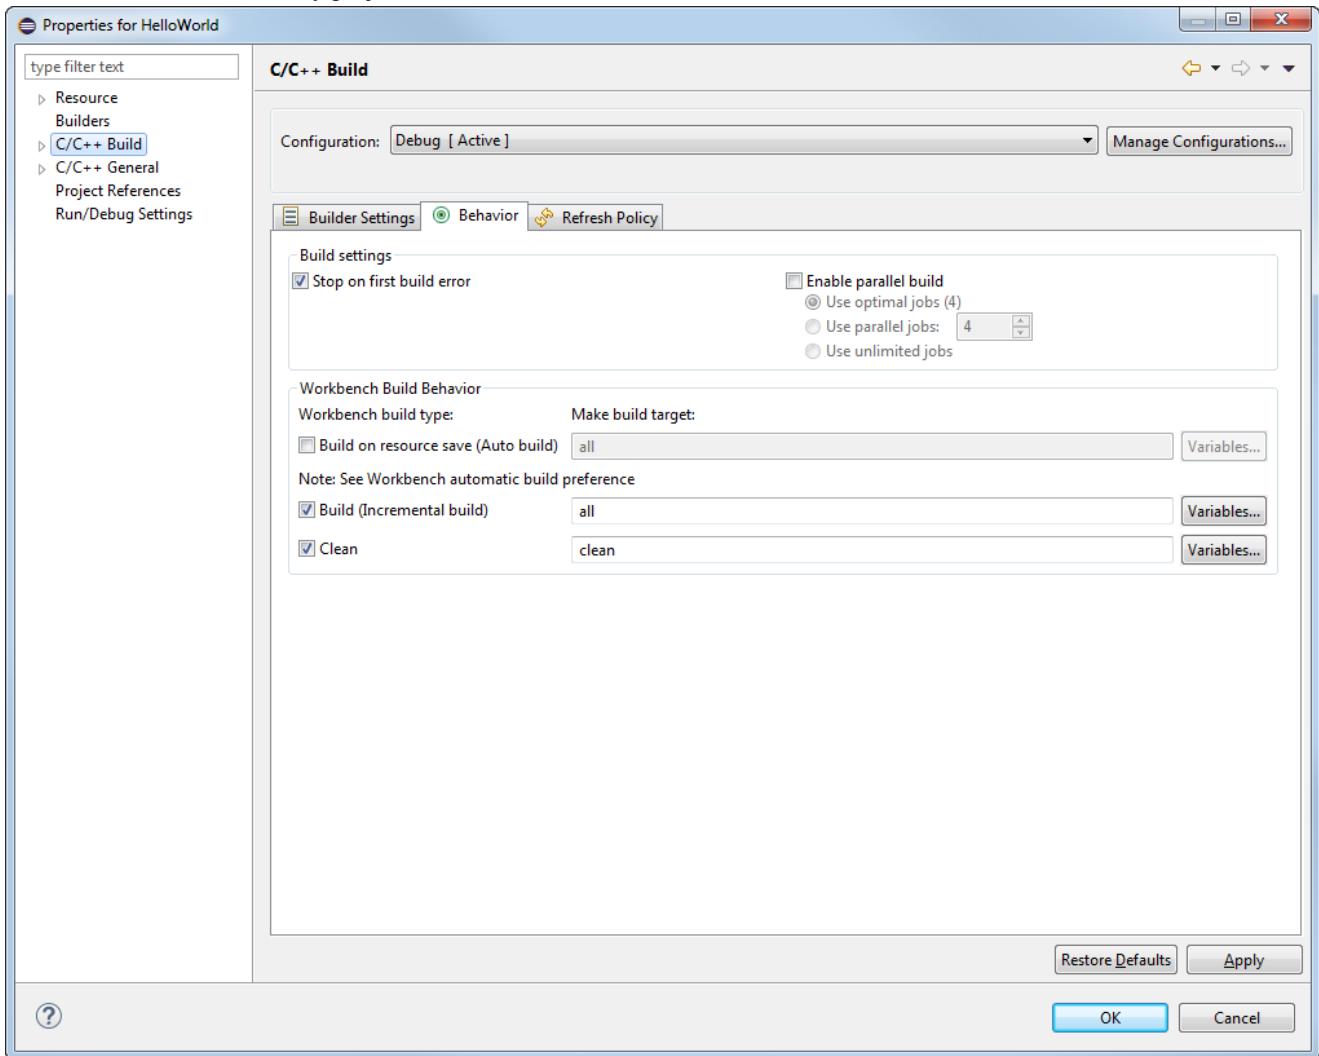 Properties for HelloWorld
type filter text
Resource
Builders
C/C++ Build
C/C++ General
Project References
Run/Debug Settings
C/C++ Build
Configuration: Debug [ Active ] Manage Configurations...
Builder Settings Behavior Refresh Policy
Build settings
Stop on first build error Enable parallel build
Use optimal jobs (4)
Use parallel jobs: 4
Use unlimited jobs
Workbench Build Behavior
Workbench build type: Make build target:
Build on resource save (Auto build) all Variables...
Note: See Workbench automatic build preference
Build (Incremental build) all Variables...
Clean clean Variables...
Restore Defaults Apply
OK Cancel